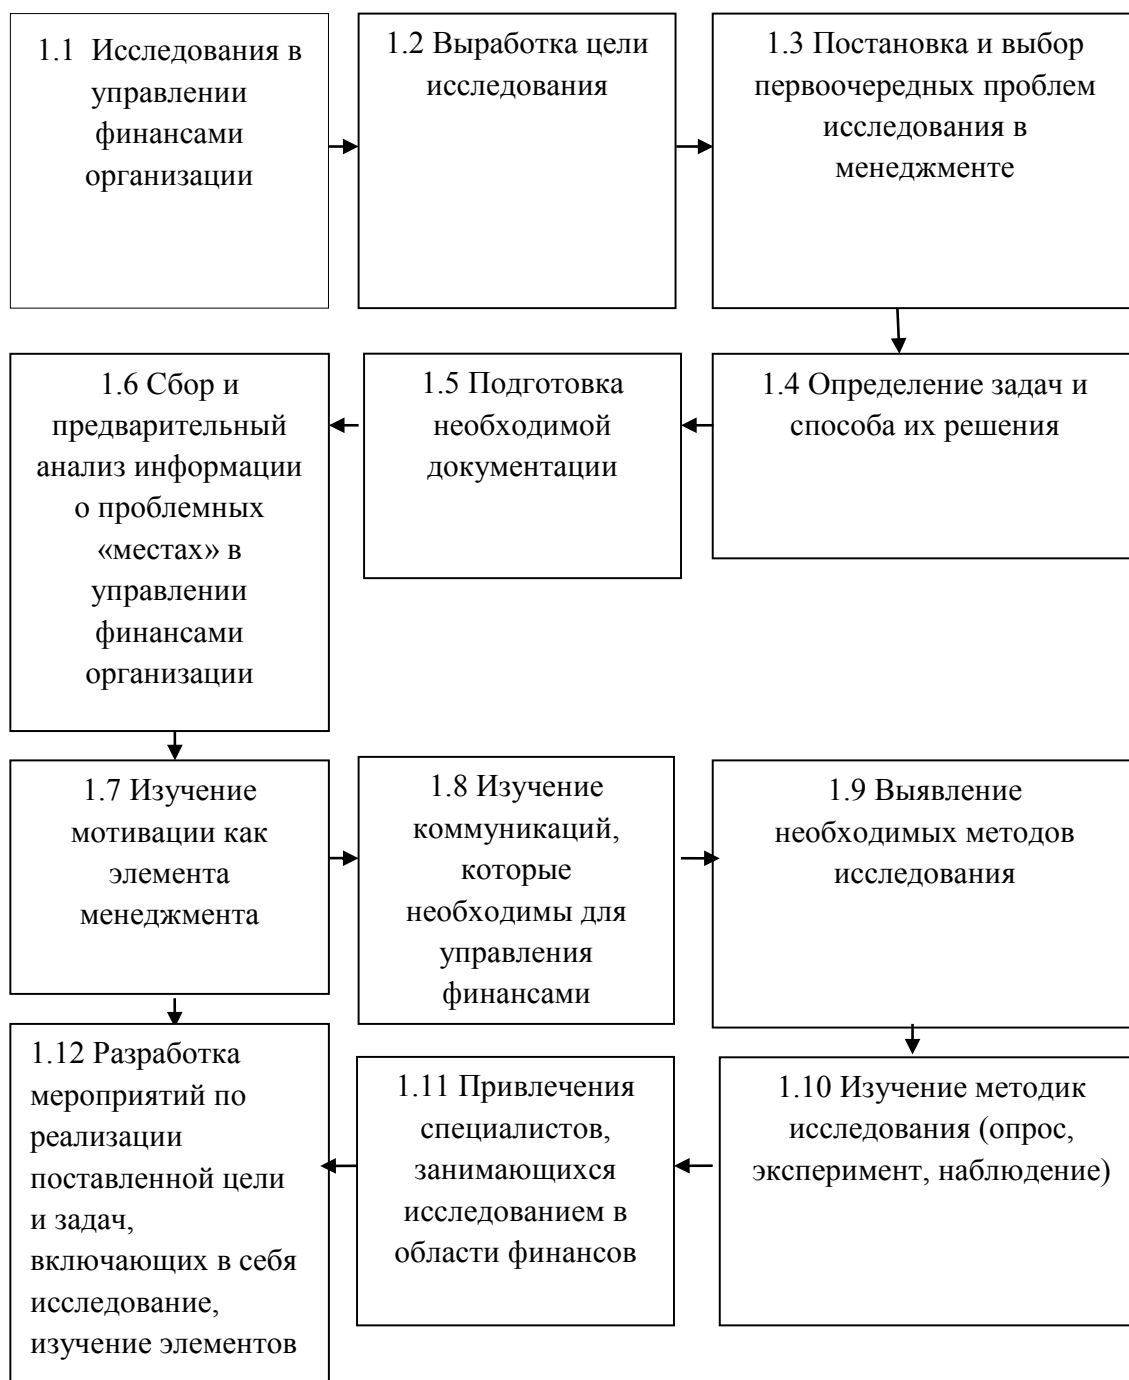 1.1 Исследования в
управлении
финансами
организации
1.2 Выработка цели
исследования
1.3 Постановка и выбор
первоочередных проблем
исследования в
менеджменте
1.4 Определение задач и
способа их решения
1.5 Подготовка
необходимой
документации
1.6 Сбор и
предварительный
анализ информации
о проблемных
«местах» в
управлении
финансами
организации
1.7 Изучение
мотивации как
элемента
менеджмента
1.8 Изучение
коммуникаций,
которые
необходимы для
управления
финансами
1.9 Выявление
необходимых методов
исследования
1.10 Изучение методик
исследования (опрос,
эксперимент, наблюдение)
1.11 Привлечения
специалистов,
занимающихся
исследованием в
области финансов
1.12 Разработка
мероприятий по
реализации
поставленной цели
и задач,
включающих в себя
исследование,
изучение элементов